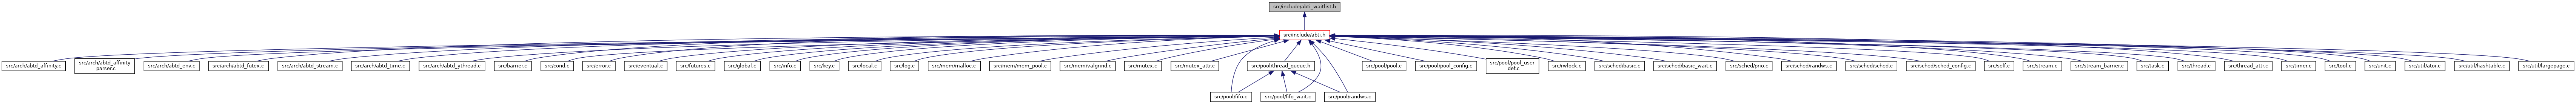 src/include/abti_waitlist.h
src/include/abti.h
src/arch/abtd_affinity.c
src/arch/abtd_affinity
_parser.c
src/arch/abtd_env.c
src/arch/abtd_futex.c
src/arch/abtd_stream.c
src/arch/abtd_time.c
src/arch/abtd_ythread.c
src/barrier.c
src/cond.c
src/error.c
src/eventual.c
src/futures.c
src/global.c
src/info.c
src/key.c
src/local.c
src/log.c
src/mem/malloc.c
src/mem/mem_pool.c
src/mem/valgrind.c
src/mutex.c
src/mutex_attr.c
src/pool/thread_queue.h
src/pool/pool.c
src/pool/pool_config.c
src/pool/pool_user
_def.c
src/rwlock.c
src/sched/basic.c
src/sched/basic_wait.c
src/sched/prio.c
src/sched/randws.c
src/sched/sched.c
src/sched/sched_config.c
src/self.c
src/stream.c
src/stream_barrier.c
src/task.c
src/thread.c
src/thread_attr.c
src/timer.c
src/tool.c
src/unit.c
src/util/atoi.c
src/util/hashtable.c
src/util/largepage.c
src/pool/fifo.c
src/pool/fifo_wait.c
src/pool/randws.c